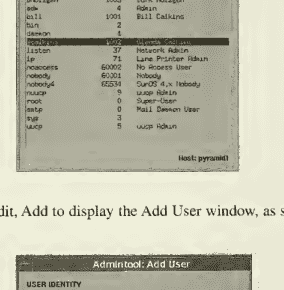 adm 4 Admin
bill 1001 Bill Calkins
bin 2
daemon 1
1002 Glenda Calkins
listen 37 Network Admin
lp 71 Line Printer Admin
noaccess 60002 No Access User
nobody 60001 Nobody
nobody4 65534 SunOS 4.x Nobody
nuucp 9 uucp Admin
root 0 Super-User
smtp 0 Mail Daemon User
sys 3
uucp 5 uucp Admin
Host: pyramid1
dit, Add to display the Add User window, as s
Admintool: Add User
USER IDENTITY